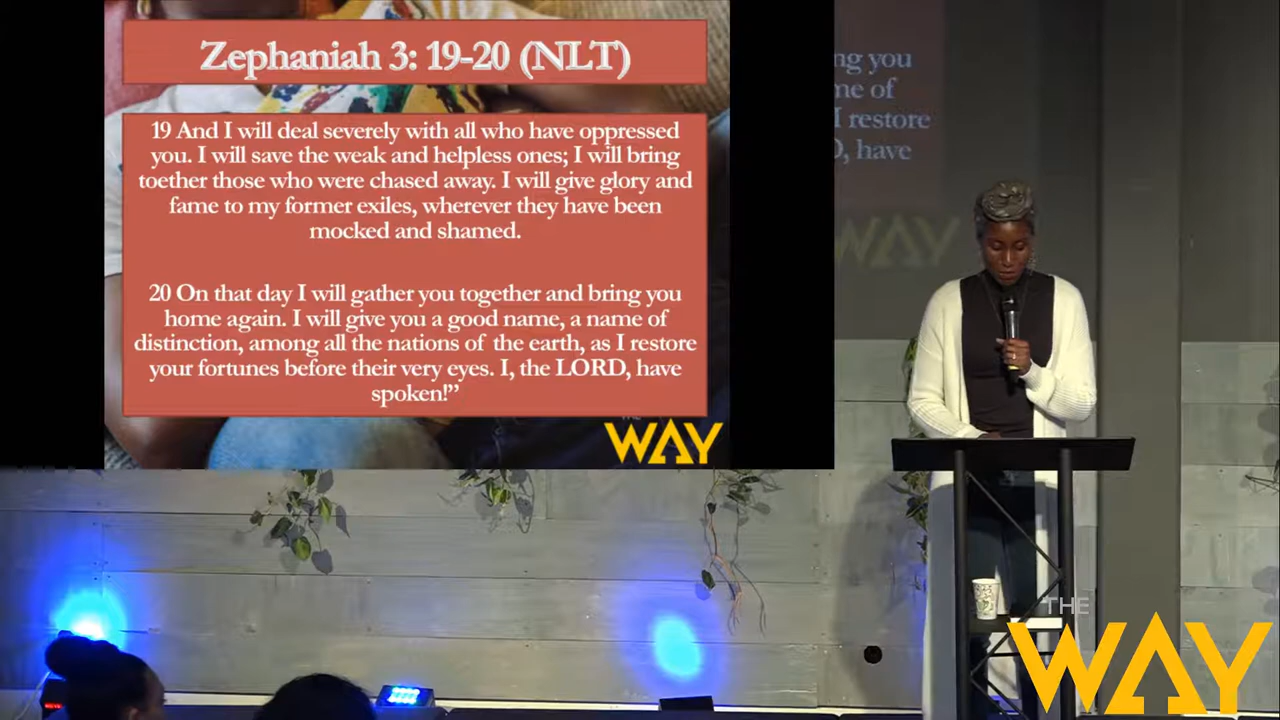 Zephaniah 3: 19-20 (NLT)
19 And I will deal severely with all who have oppressed
you. I will save the weak and helpless ones; I will bring
toether those who were chased away. I will give glory and
fame to my former exiles, wherever they have been
mocked and shamed.
20 On that day I will gather you together and bring you
home again. I will give you a good name, a name of
distinction, among all the nations of the earth, as I restore
your fortunes before their very eyes. I, the LORD, have
spoken!”
THE
WAY
ng you
me of
I restore
D, have
WAY
THE
WAY